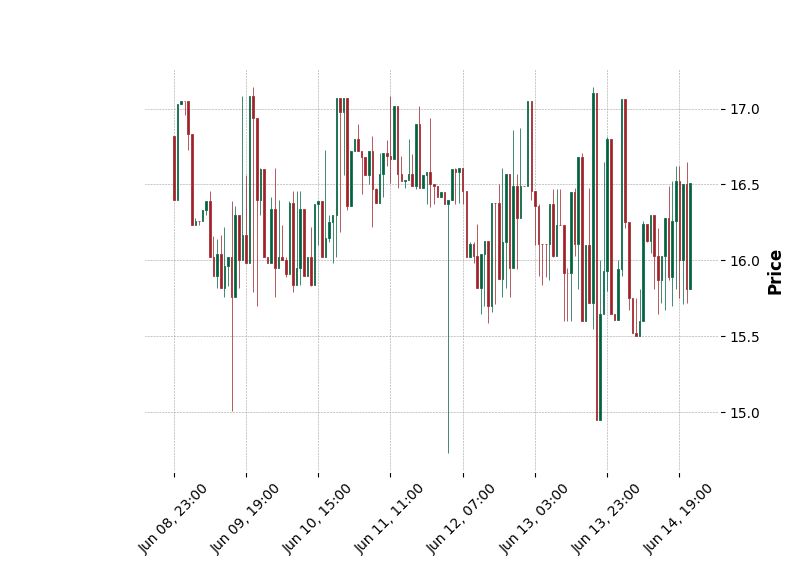 17.0
16.5
16.0
15.5
15.0
Price
Jun 08, 23:00
Jun 09, 19:00
Jun 10, 15:00
Jun 11, 11:00
Jun 12, 07:00
Jun 13, 03:00
Jun 13, 23:00
Jun 14, 19:00